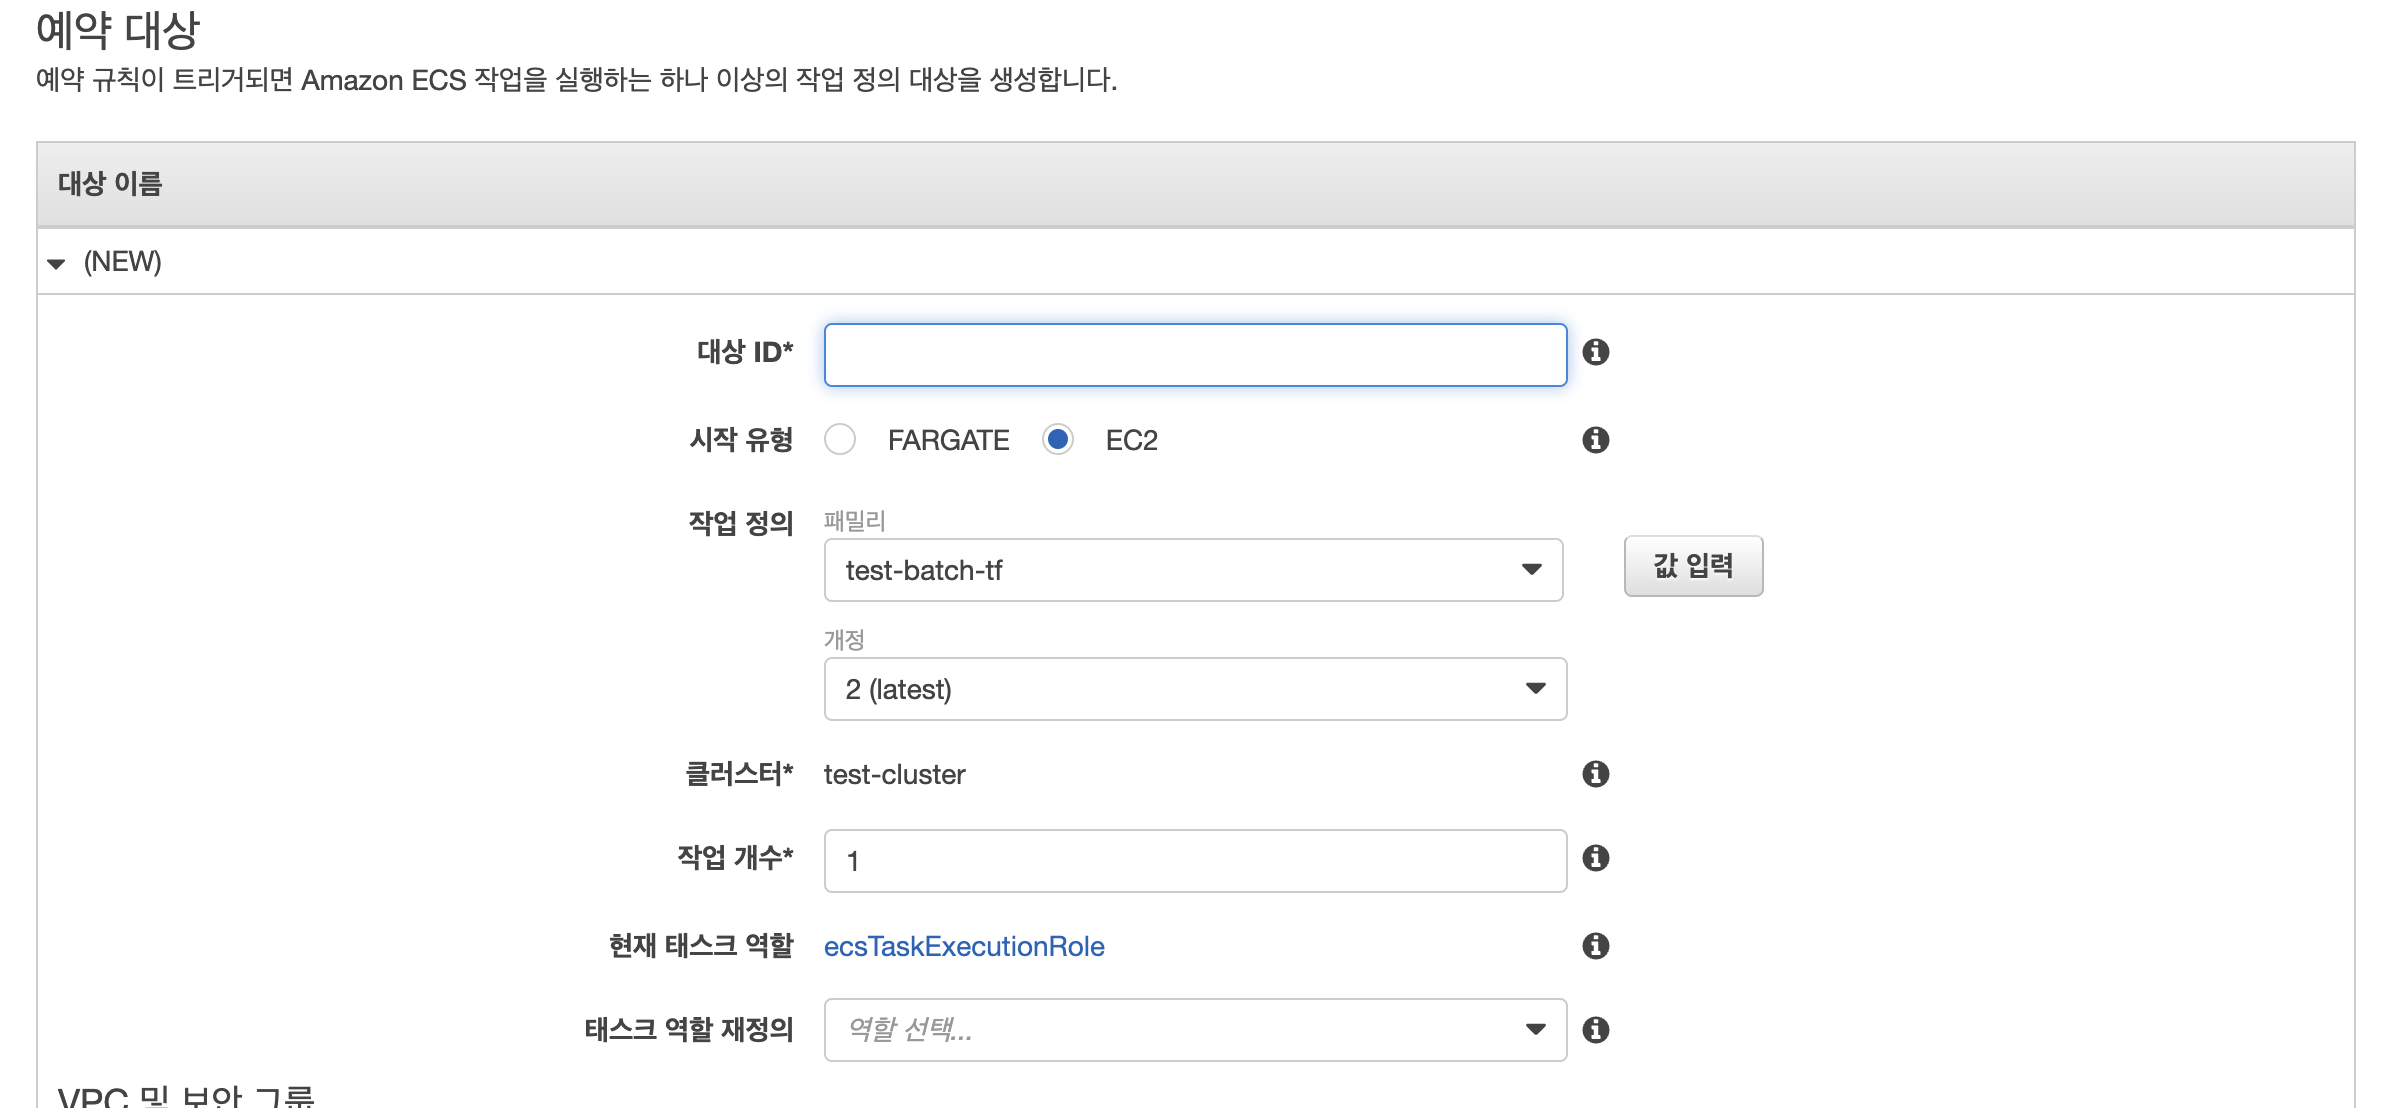 예약 대상
예약 규칙이 트리거되면 Amazon ECS 작업을 실행하는 하나 이상의 작업 정의 대상을 생성합니다.
대상 이름
(NEW)
대상 ID*
시작 유형 FARGATE EC2
작업 정의 패밀리
test-batch-tf 값 입력
개정
2 (latest)
클러스터* test-cluster
작업 개수* 1
현재 태스크 역할 ecsTaskExecutionRole
태스크 역할 재정의 역할 선택...
VPC 및 보안 그룹